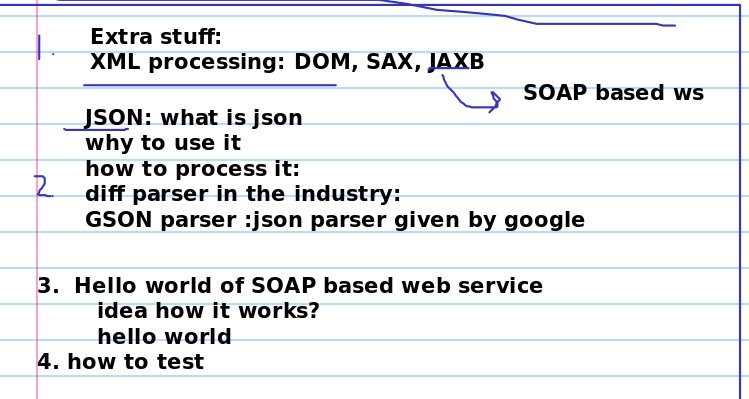 Extra stuff:
1. XML processing: DOM, SAX, JAXB
SOAP based ws
JSON: what is json
why to use it
how to process it:
2 diff parser in the industry:
GSON parser :json parser given by google
3. Hello world of SOAP based web service
idea how it works?
hello world
4. how to test